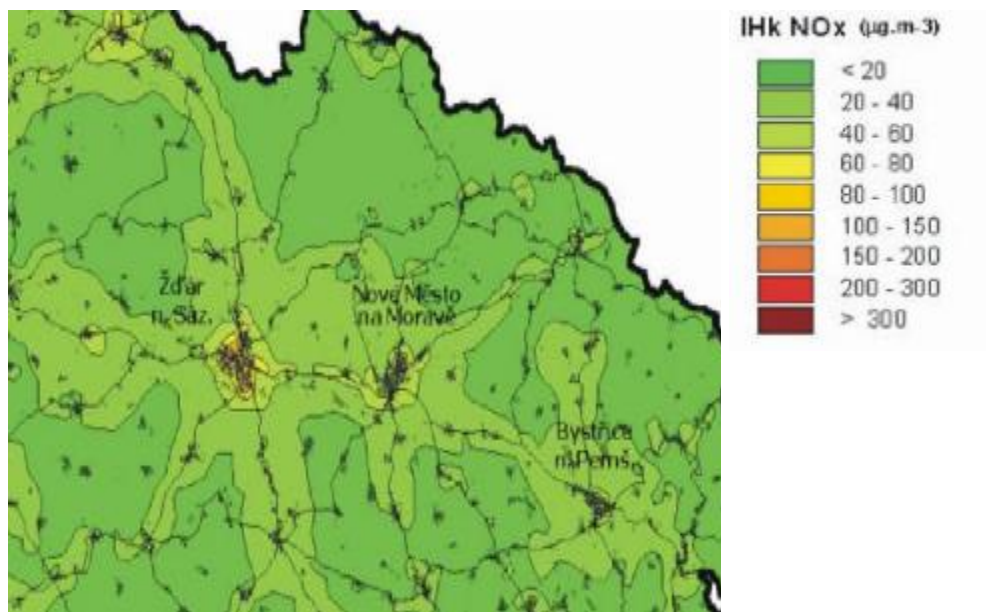 IHk NOx (µg.m-3)
< 20
20 - 40
40 - 60
60 - 80
80 - 100
100 - 150
150 - 200
200 - 300
> 300
Žďár
n. Sáz.
Nové Město
na Moravě
Bystřice
n. Pernš.